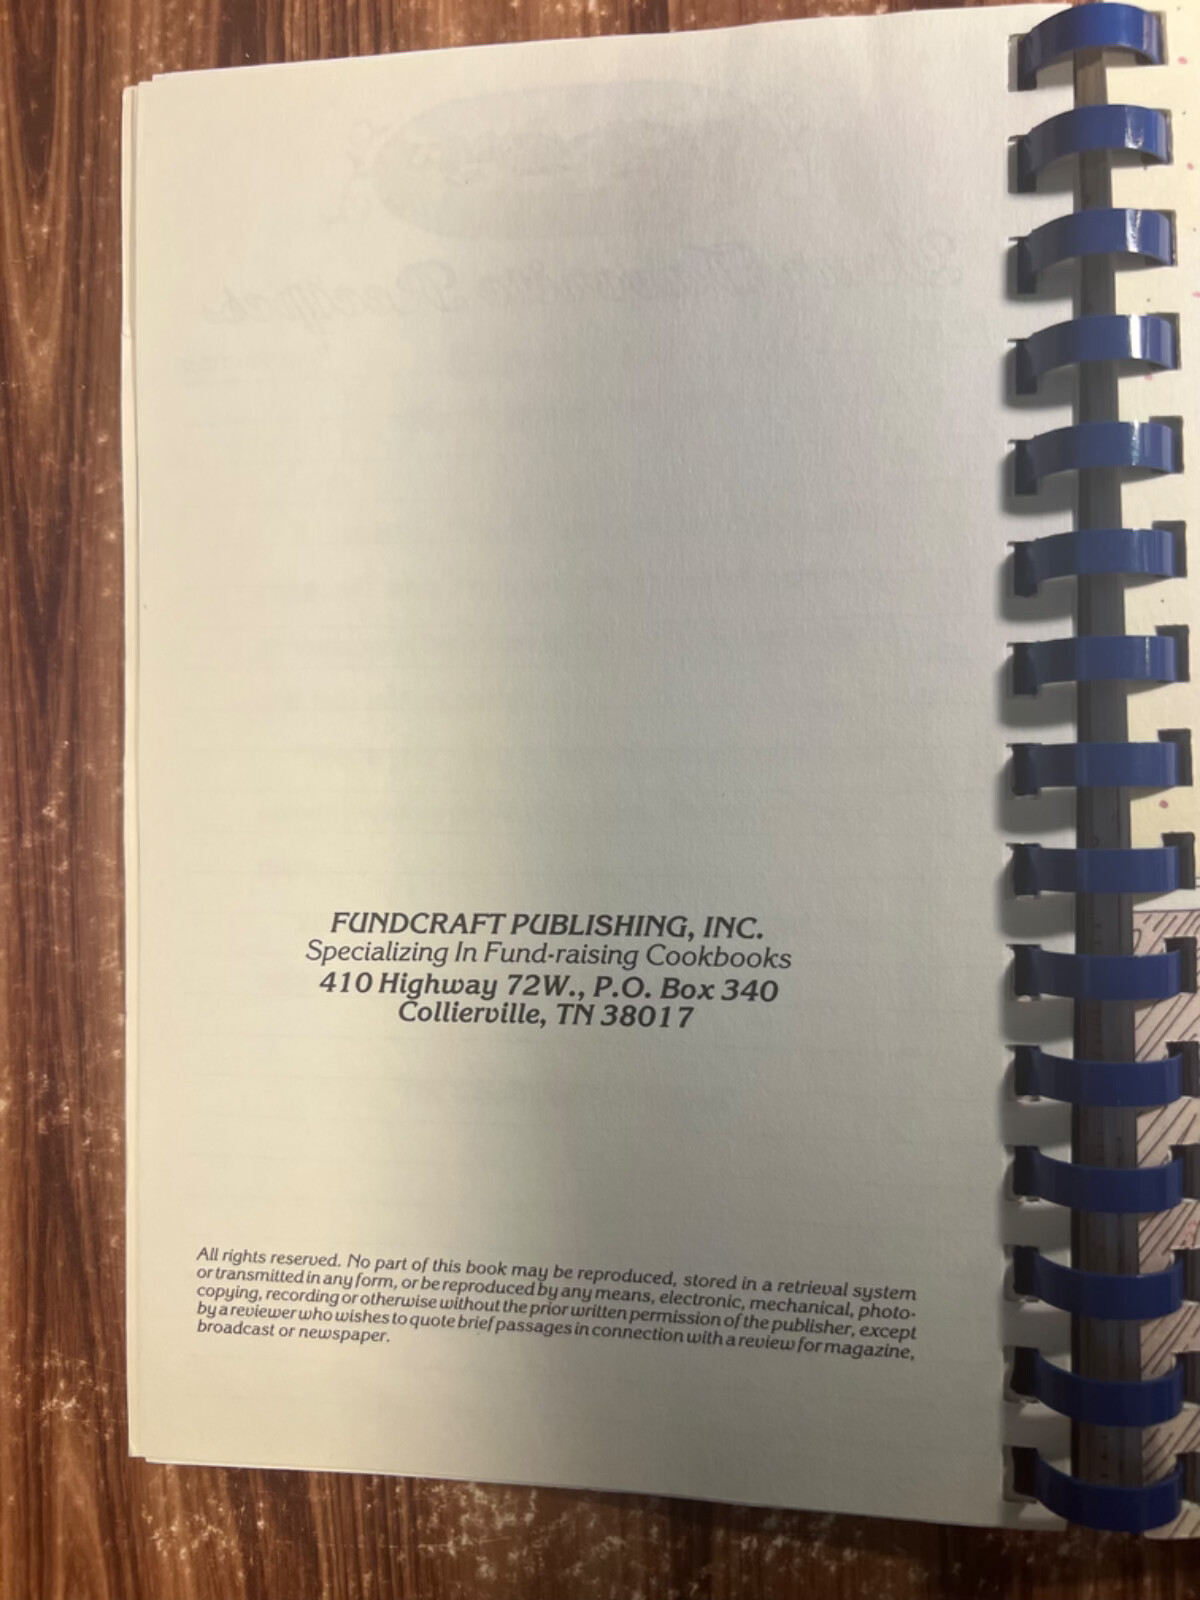 FUNDCRAFT PUBLISHING, INC.
Specializing In Fund-raising Cookbooks
410 Highway 72W., P.O. Box 340
Collierville, TN 38017
All rights reserved. No part of this book may be reproduced, stored in a retrieval system
or transmitted in any form, or be reproduced by any means, electronic, mechanical, photo-
copying, recording or otherwise without the prior written permission of the publisher, except
by a reviewer who wishes to quote brief passages in connection with a review for magazine,
broadcast or newspaper.